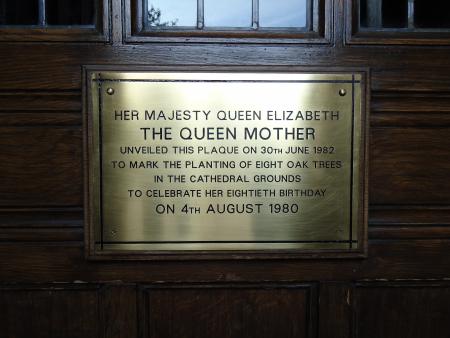 HER MAJESTY QUEEN ELIZABETH
THE QUEEN MOTHER
UNVEILED THIS PLAQUE ON 30TH JUNE 1982
TO MARK THE PLANTING OF EIGHT OAK TREES
IN THE CATHEDRAL GROUNDS
TO CELEBRATE HER EIGHTIETH BIRTHDAY
ON 4TH AUGUST 1980